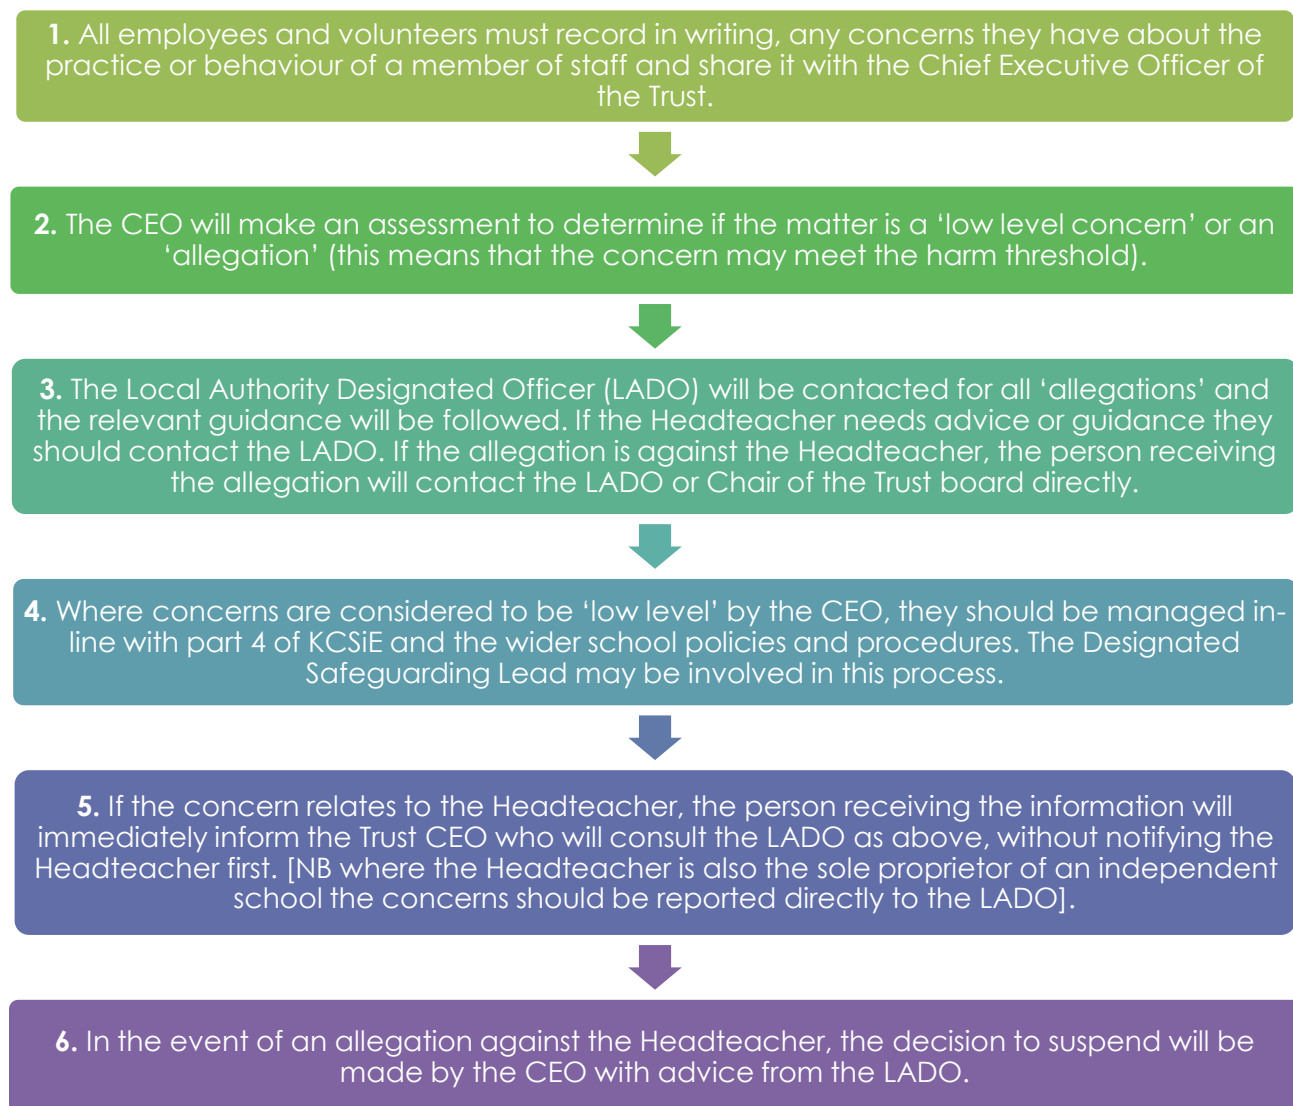 1. All employees and volunteers must record in writing, any concerns they have about the
practice or behaviour of a member of staff and share it with the Chief Executive Officer of
the Trust.
2. The CEO will make an assessment to determine if the matter is a ‘low level concern’ or an
‘allegation’ (this means that the concern may meet the harm threshold).
3. The Local Authority Designated Officer (LADO) will be contacted for all ‘allegations’ and
the relevant guidance will be followed. If the Headteacher needs advice or guidance they
should contact the LADO. If the allegation is against the Headteacher, the person receiving
the allegation will contact the LADO or Chair of the Trust board directly.
4. Where concerns are considered to be ‘low level’ by the CEO, they should be managed in-
line with part 4 of KCSiE and the wider school policies and procedures. The Designated
Safeguarding Lead may be involved in this process.
5. If the concern relates to the Headteacher, the person receiving the information will
immediately inform the Trust CEO who will consult the LADO as above, without notifying the
Headteacher first. [NB where the Headteacher is also the sole proprietor of an independent
school the concerns should be reported directly to the LADO].
6. In the event of an allegation against the Headteacher, the decision to suspend will be
made by the CEO with advice from the LADO.